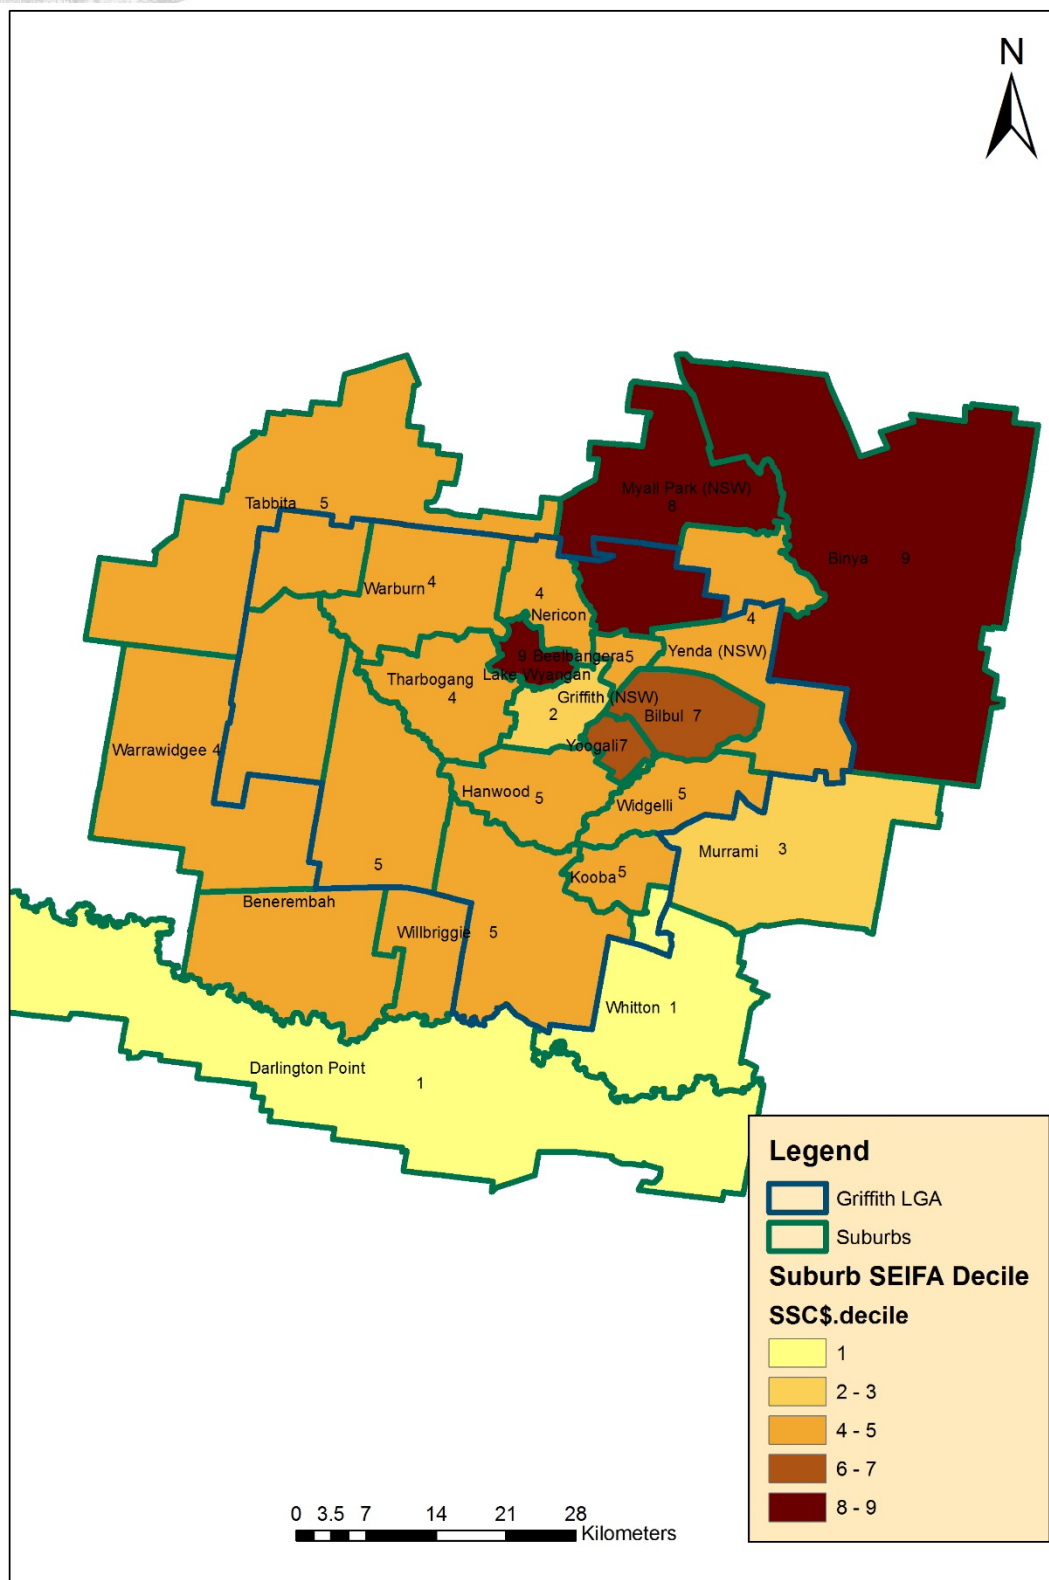 N
Myall Park (NSW)
8
Tabbita 5
Binya 9
Warburn 4
4
Nericon
4
Yenda (NSW)
9 Beelbangera 5
Lake Wyangan
Tharbogang
4
Griffith (NSW)
2
Bilbul 7
Yoogali 7
Warrawidgee 4
Hanwood 5
Widgelli 5
Murrami 3
5
Kooba 5
Benerembah
Willbriggie 5
Whitton 1
Darlington Point 1
Legend
Griffith LGA
Suburbs
Suburb SEIFA Decile
SSC$.decile
1
2 - 3
4 - 5
6 - 7
8 - 9
0 3.5 7 14 21 28
Kilometers